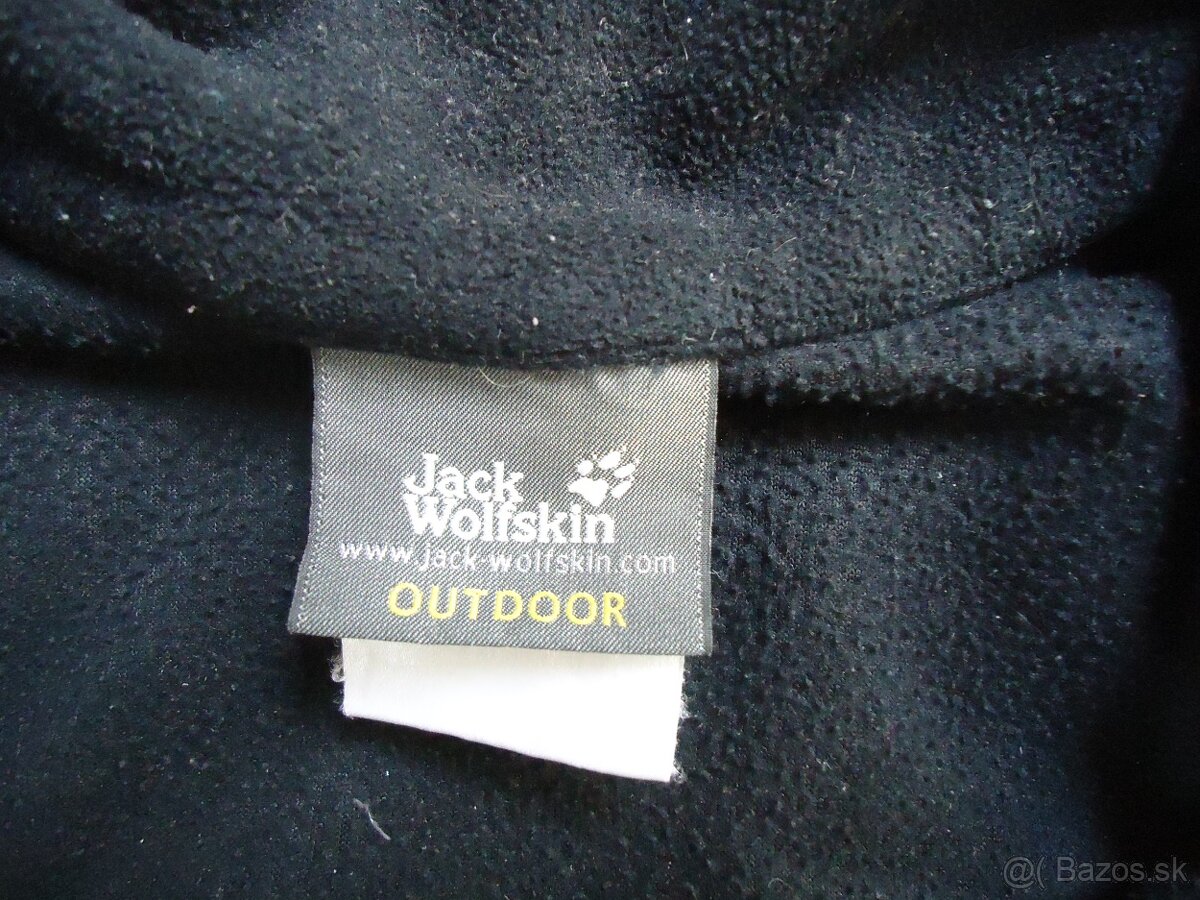 Jack
Wolfskin
www.jack-wolfskin.com
OUTDOOR
@( Bazos.sk